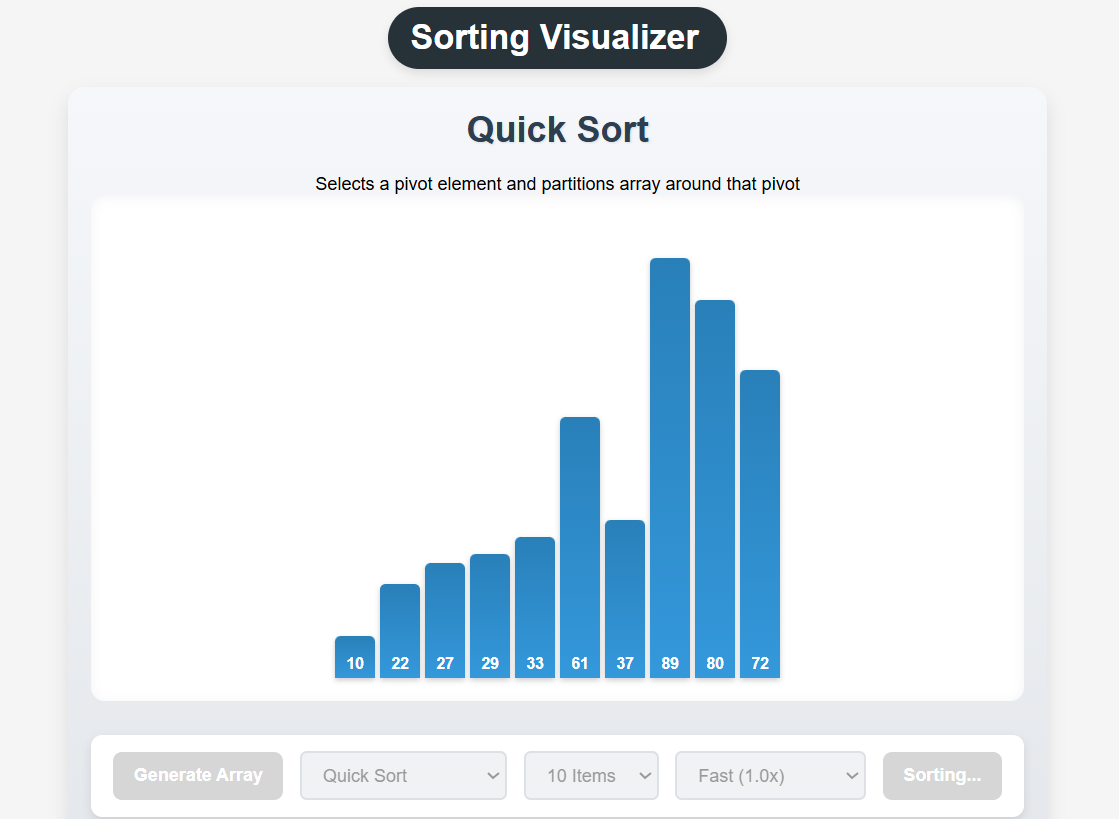 Sorting Visualizer
Quick Sort
Selects a pivot element and partitions array around that pivot
10 22 27 29 33 61 37 89 80 72
Generate Array Quick Sort 10 Items Fast (1.0x) Sorting...